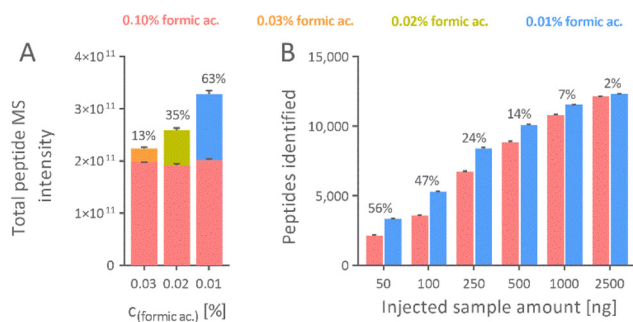 0.10% formic ac. 0.03% formic ac. 0.02% formic ac. 0.01% formic ac.
A
Total peptide MS
intensity
4×10¹¹
3×10¹¹
2×10¹¹
1×10¹¹
0
13%
35%
63%
0.03 0.02 0.01
c(formic ac.) [%]
B
Peptides identified
15,000
10,000
5,000
0
56%
47%
24%
14%
7%
2%
50 100 250 500 1000 2500
Injected sample amount [ng]